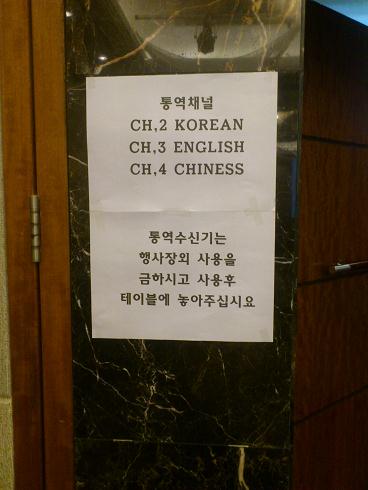 통역채널
CH,2 KOREAN
CH,3 ENGLISH
CH,4 CHINESS
통역수신기는
행사장외 사용을
금하시고 사용후
테이블에 놓아주십시요